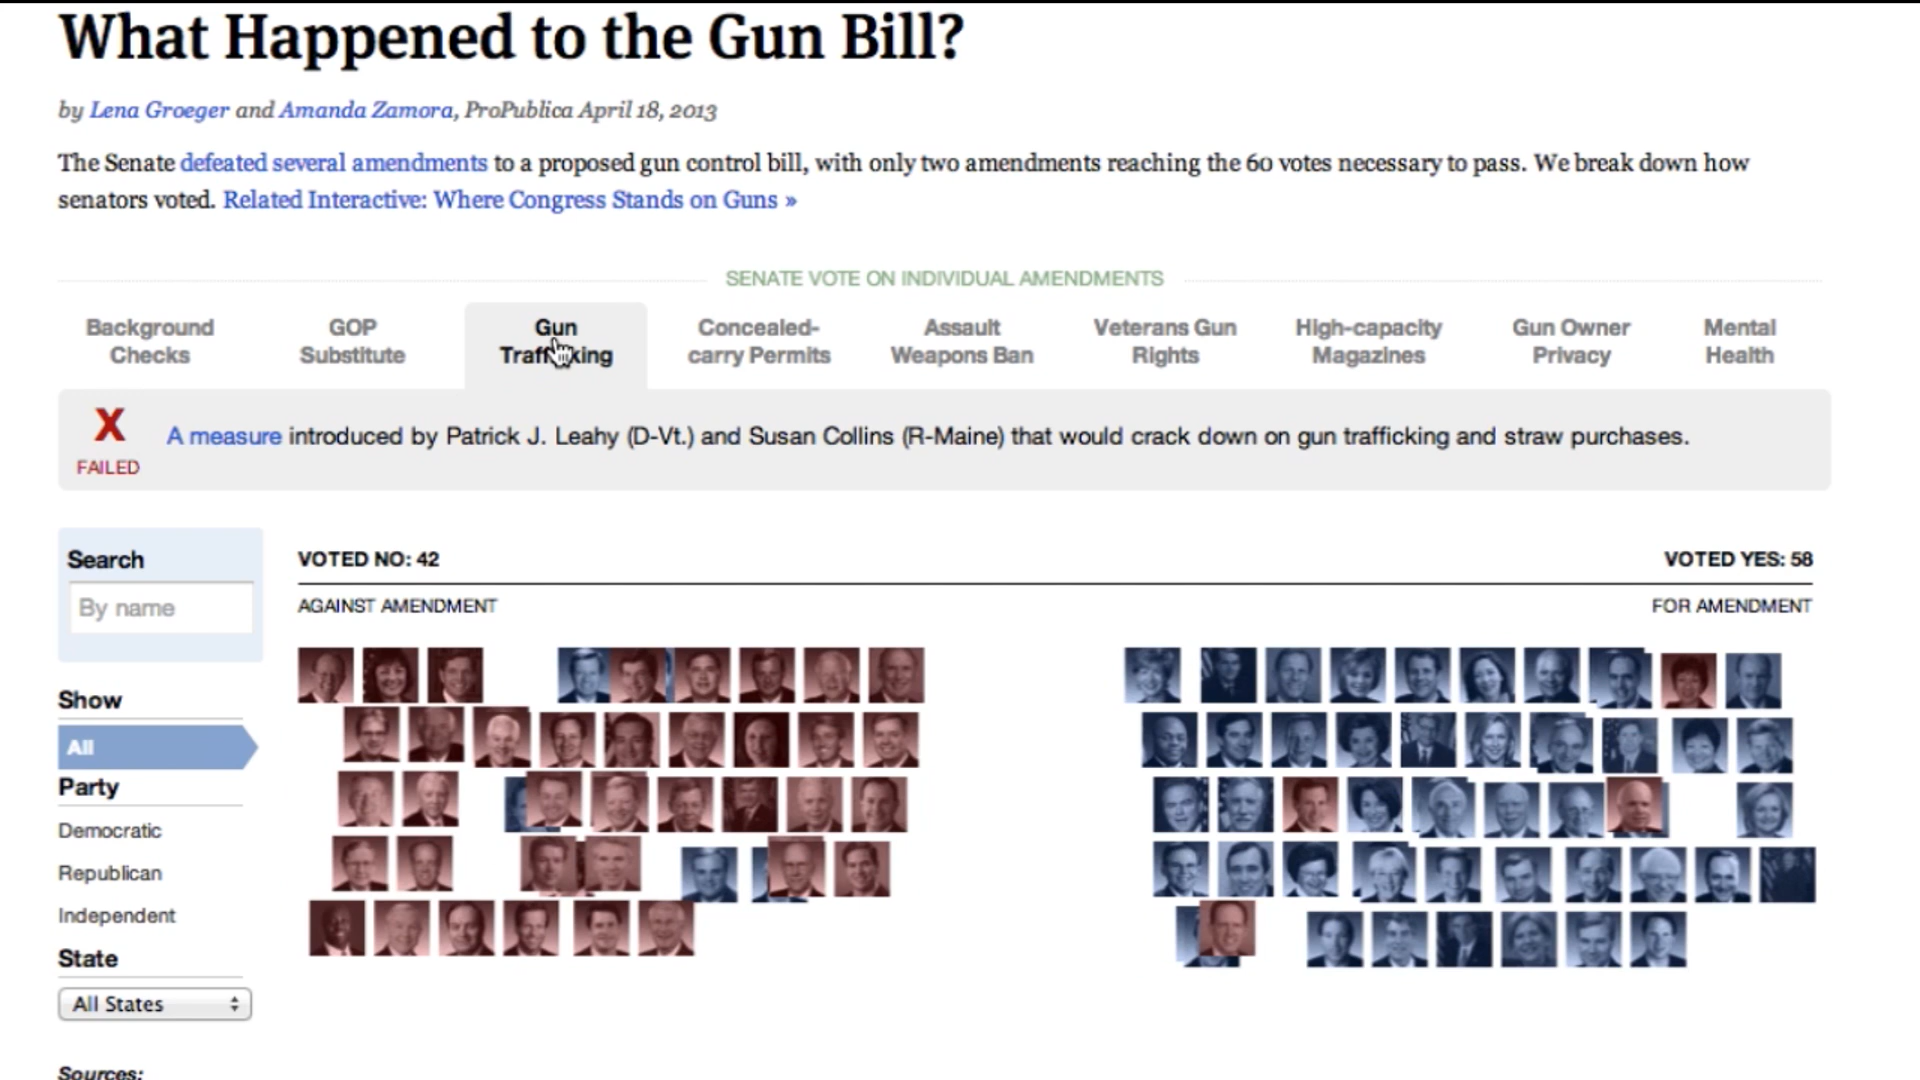 What Happened to the Gun Bill?
by Lena Groeger and Amanda Zamora, ProPublica April 18, 2013
The Senate defeated several amendments to a proposed gun control bill, with only two amendments reaching the 60 votes necessary to pass. We break down how
senators voted. Related Interactive: Where Congress Stands on Guns »
SENATE VOTE ON INDIVIDUAL AMENDMENTS
Background
Checks
GOP
Substitute
Gun
Trafficking
Concealed-
carry Permits
Assault
Weapons Ban
Veterans Gun
Rights
High-capacity
Magazines
Gun Owner
Privacy
Mental
Health
X
FAILED
A measure introduced by Patrick J. Leahy (D-Vt.) and Susan Collins (R-Maine) that would crack down on gun trafficking and straw purchases.
Search
By name
Show
All
Party
Democratic
Republican
Independent
State
All States
Sources:
VOTED NO: 42
VOTED YES: 58
AGAINST AMENDMENT
FOR AMENDMENT